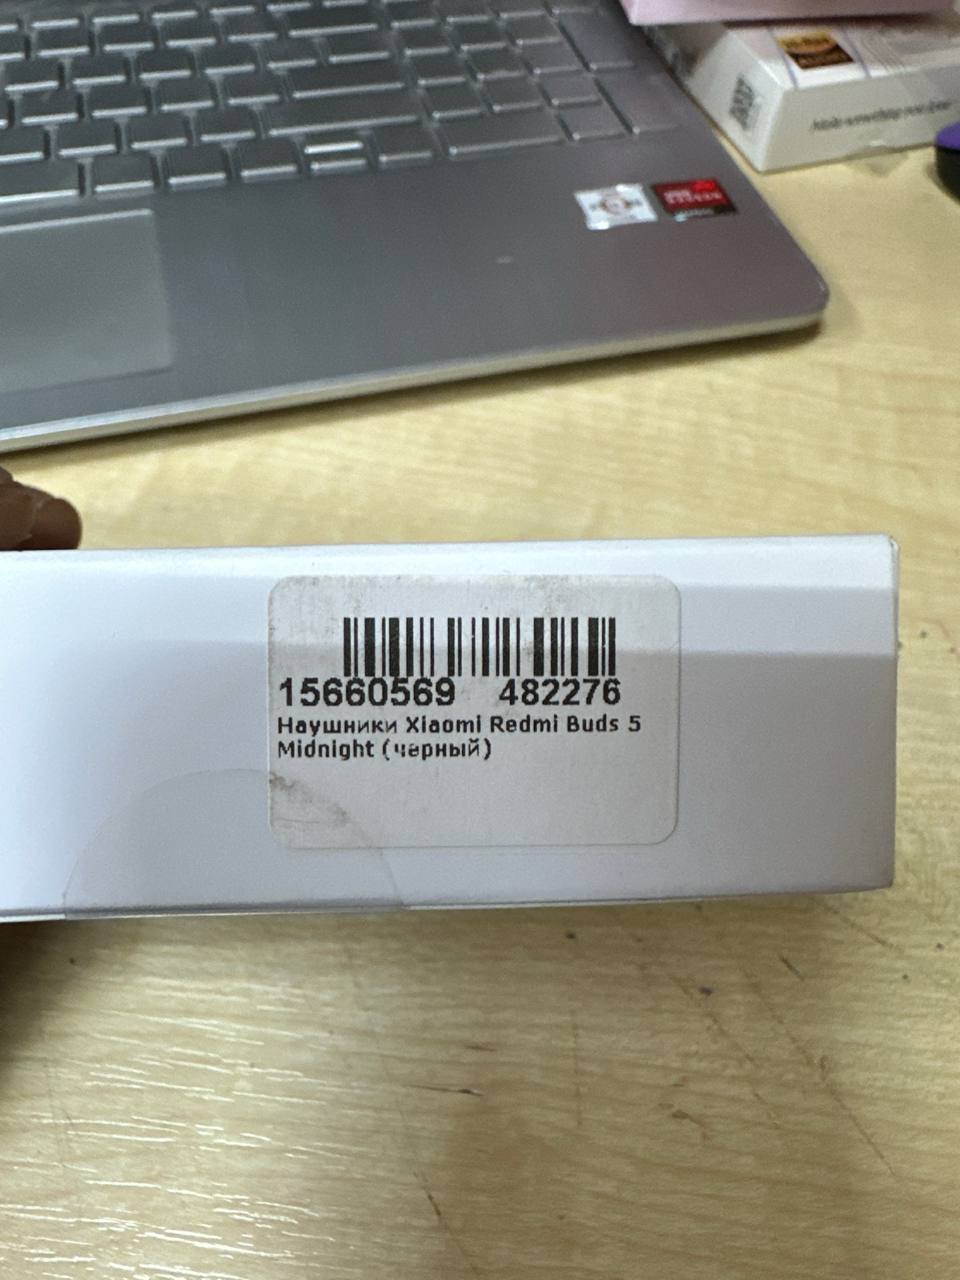 15660569 482276
Наушники Xiaomi Redmi Buds 5
Midnight (черный)